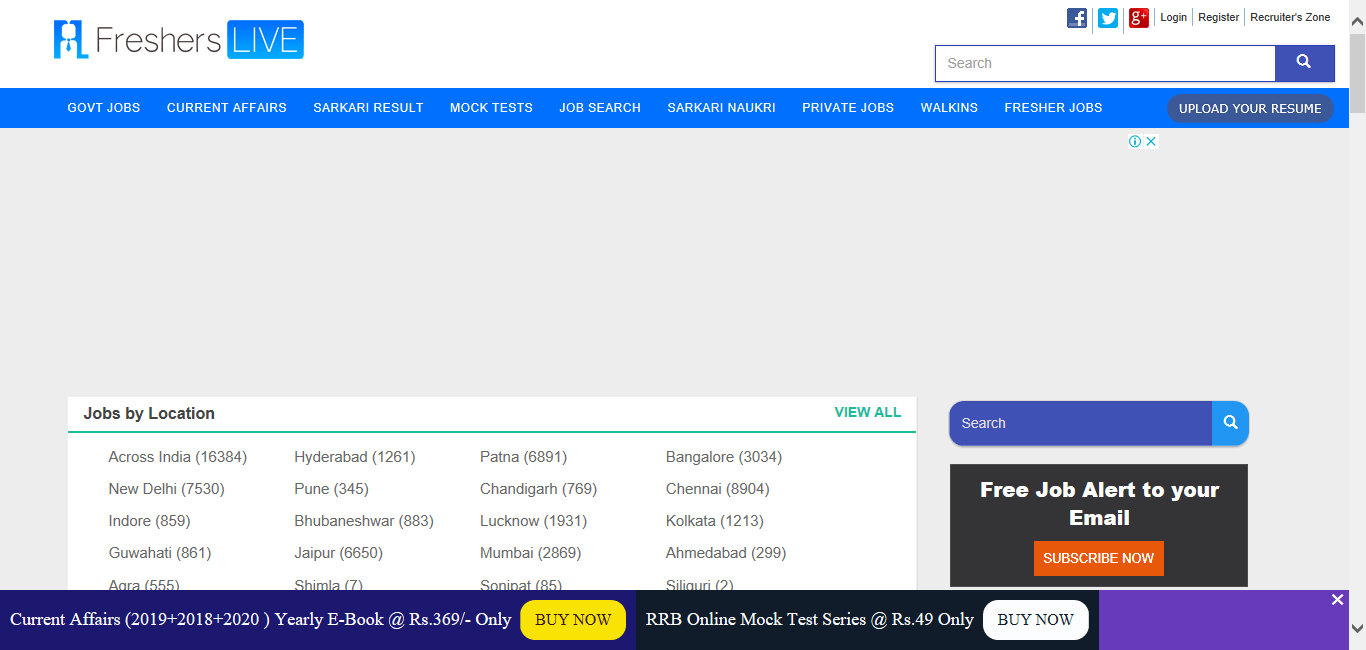 Freshers LIVE
g+ Login Register Recruiter's Zone
Search
GOVT JOBS CURRENT AFFAIRS SARKARI RESULT MOCK TESTS JOB SEARCH SARKARI NAUKRI PRIVATE JOBS WALKINS FRESHER JOBS UPLOAD YOUR RESUME
Jobs by Location VIEW ALL
Across India (16384) Hyderabad (1261) Patna (6891) Bangalore (3034)
New Delhi (7530) Pune (345) Chandigarh (769) Chennai (8904)
Indore (859) Bhubaneshwar (883) Lucknow (1931) Kolkata (1213)
Guwahati (861) Jaipur (6650) Mumbai (2869) Ahmedabad (299)
Agra (555) Shimla (7) Sonipat (85) Siliguri (2)
Search
Free Job Alert to your
Email
SUBSCRIBE NOW
Current Affairs (2019+2018+2020 ) Yearly E-Book @ Rs.369/- Only BUY NOW RRB Online Mock Test Series @ Rs.49 Only BUY NOW